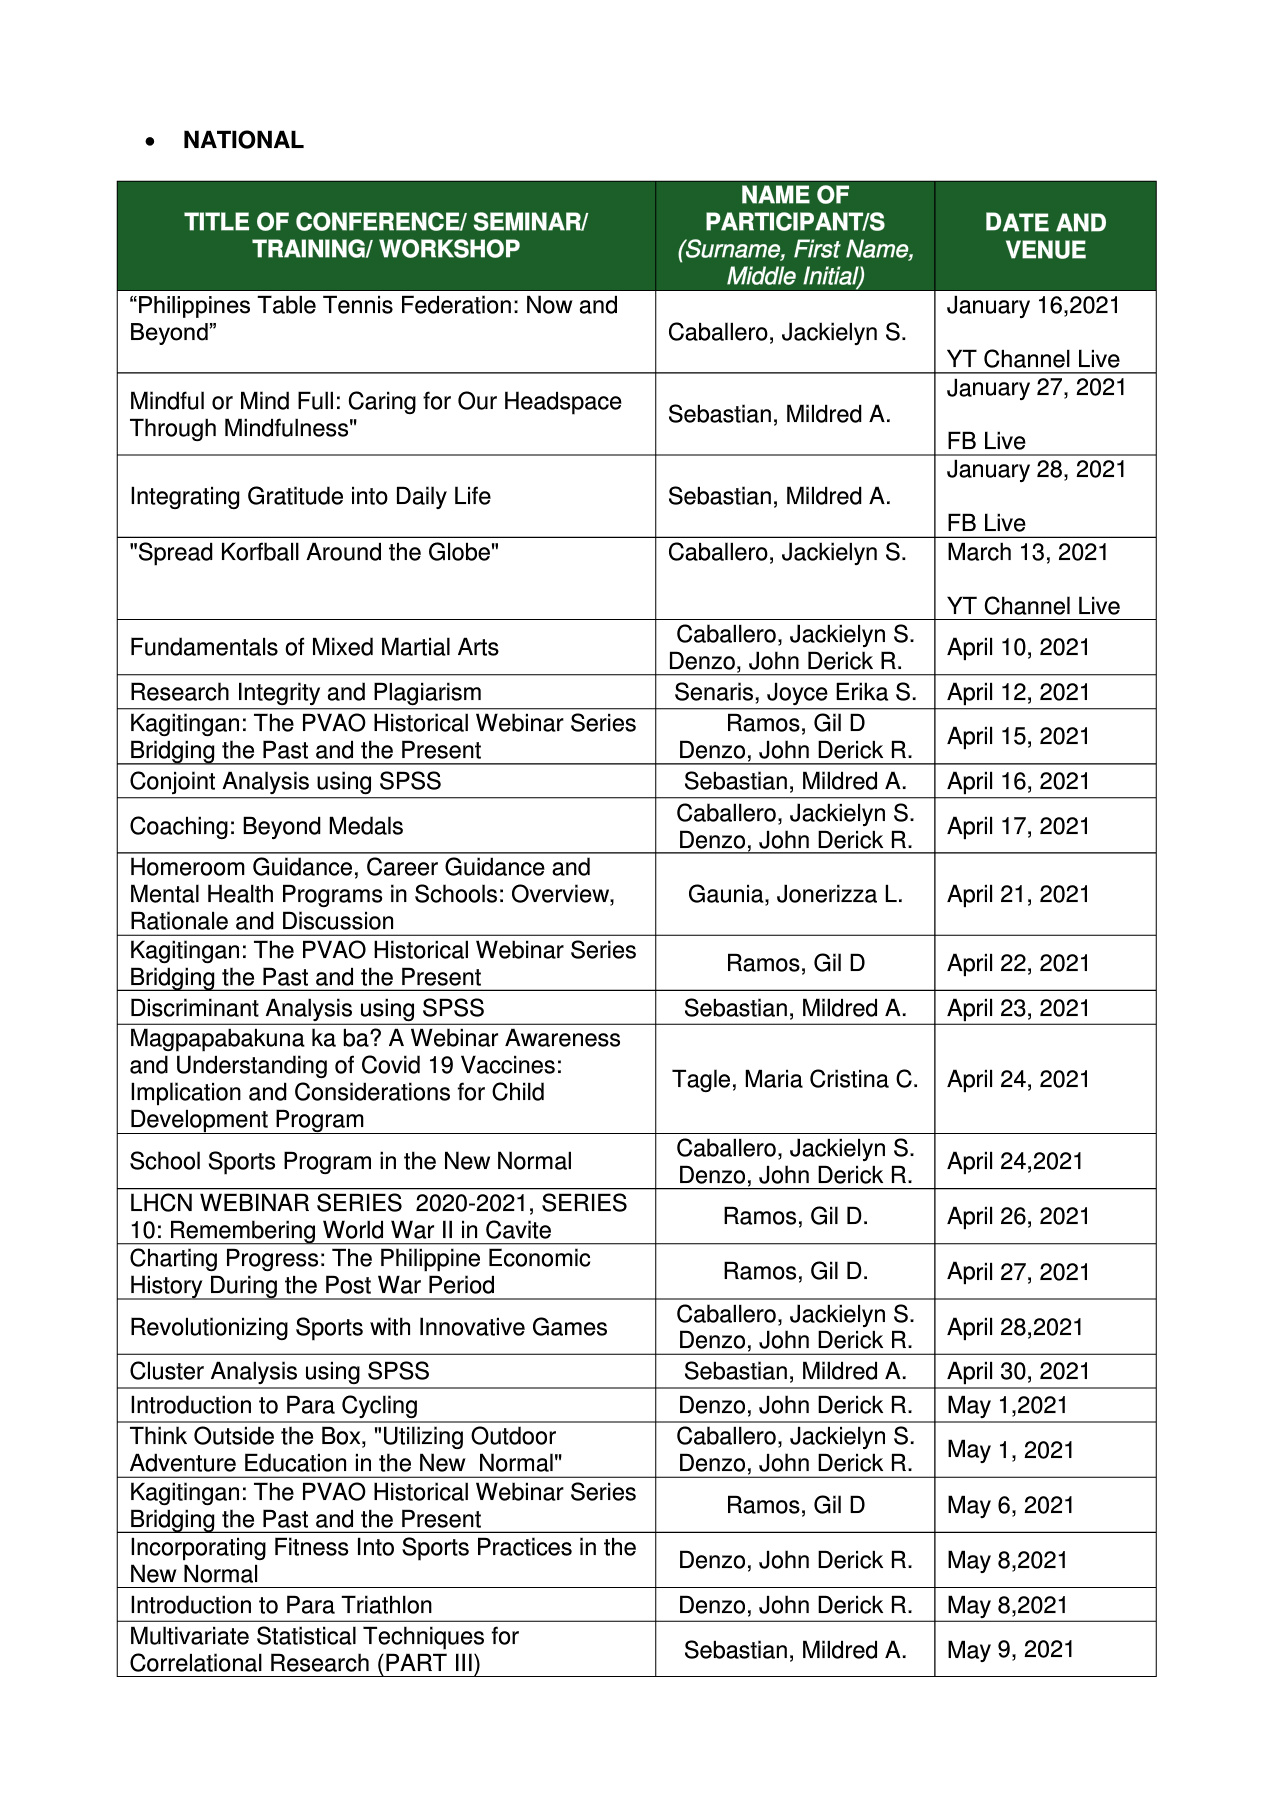 • NATIONAL
TITLE OF CONFERENCE/ SEMINAR/
TRAINING/ WORKSHOP
NAME OF
PARTICIPANT/S
(Surname, First Name,
Middle Initial)
DATE AND
VENUE
“Philippines Table Tennis Federation: Now and
Beyond”
Caballero, Jackielyn S.
January 16,2021
YT Channel Live
Mindful or Mind Full: Caring for Our Headspace
Through Mindfulness"
Sebastian, Mildred A.
January 27, 2021
FB Live
Integrating Gratitude into Daily Life
Sebastian, Mildred A.
January 28, 2021
FB Live
"Spread Korfball Around the Globe"
Caballero, Jackielyn S.
March 13, 2021
YT Channel Live
Fundamentals of Mixed Martial Arts
Caballero, Jackielyn S.
Denzo, John Derick R.
April 10, 2021
Research Integrity and Plagiarism
Senaris, Joyce Erika S.
April 12, 2021
Kagitingan: The PVAO Historical Webinar Series
Bridging the Past and the Present
Ramos, Gil D
Denzo, John Derick R.
April 15, 2021
Conjoint Analysis using SPSS
Sebastian, Mildred A.
April 16, 2021
Coaching: Beyond Medals
Caballero, Jackielyn S.
Denzo, John Derick R.
April 17, 2021
Homeroom Guidance, Career Guidance and
Mental Health Programs in Schools: Overview,
Rationale and Discussion
Gaunia, Jonerizza L.
April 21, 2021
Kagitingan: The PVAO Historical Webinar Series
Bridging the Past and the Present
Ramos, Gil D
April 22, 2021
Discriminant Analysis using SPSS
Sebastian, Mildred A.
April 23, 2021
Magpapabakuna ka ba? A Webinar Awareness
and Understanding of Covid 19 Vaccines:
Implication and Considerations for Child
Development Program
Tagle, Maria Cristina C.
April 24, 2021
School Sports Program in the New Normal
Caballero, Jackielyn S.
Denzo, John Derick R.
April 24,2021
LHCN WEBINAR SERIES  2020-2021, SERIES
10: Remembering World War II in Cavite
Ramos, Gil D.
April 26, 2021
Charting Progress: The Philippine Economic
History During the Post War Period
Ramos, Gil D.
April 27, 2021
Revolutionizing Sports with Innovative Games
Caballero, Jackielyn S.
Denzo, John Derick R.
April 28,2021
Cluster Analysis using SPSS
Sebastian, Mildred A.
April 30, 2021
Introduction to Para Cycling
Denzo, John Derick R.
May 1,2021
Think Outside the Box, "Utilizing Outdoor
Adventure Education in the New  Normal"
Caballero, Jackielyn S.
Denzo, John Derick R.
May 1, 2021
Kagitingan: The PVAO Historical Webinar Series
Bridging the Past and the Present
Ramos, Gil D
May 6, 2021
Incorporating Fitness Into Sports Practices in the
New Normal
Denzo, John Derick R.
May 8,2021
Introduction to Para Triathlon
Denzo, John Derick R.
May 8,2021
Multivariate Statistical Techniques for
Correlational Research (PART III)
Sebastian, Mildred A.
May 9, 2021